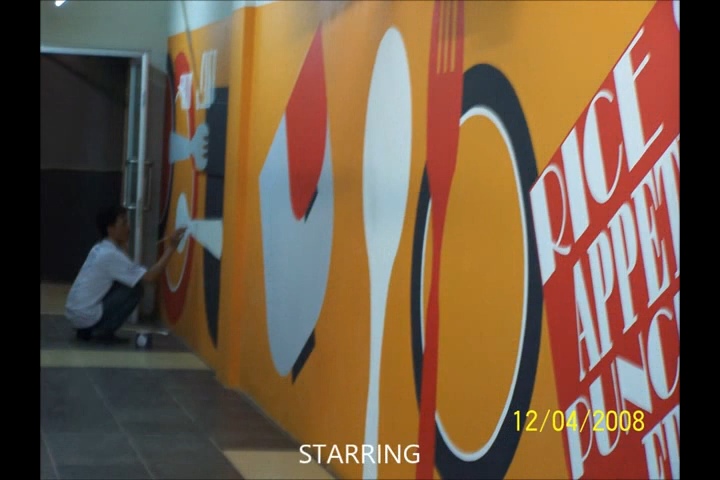 RICE
APPET
PUNC
12/04/2008
STARRING